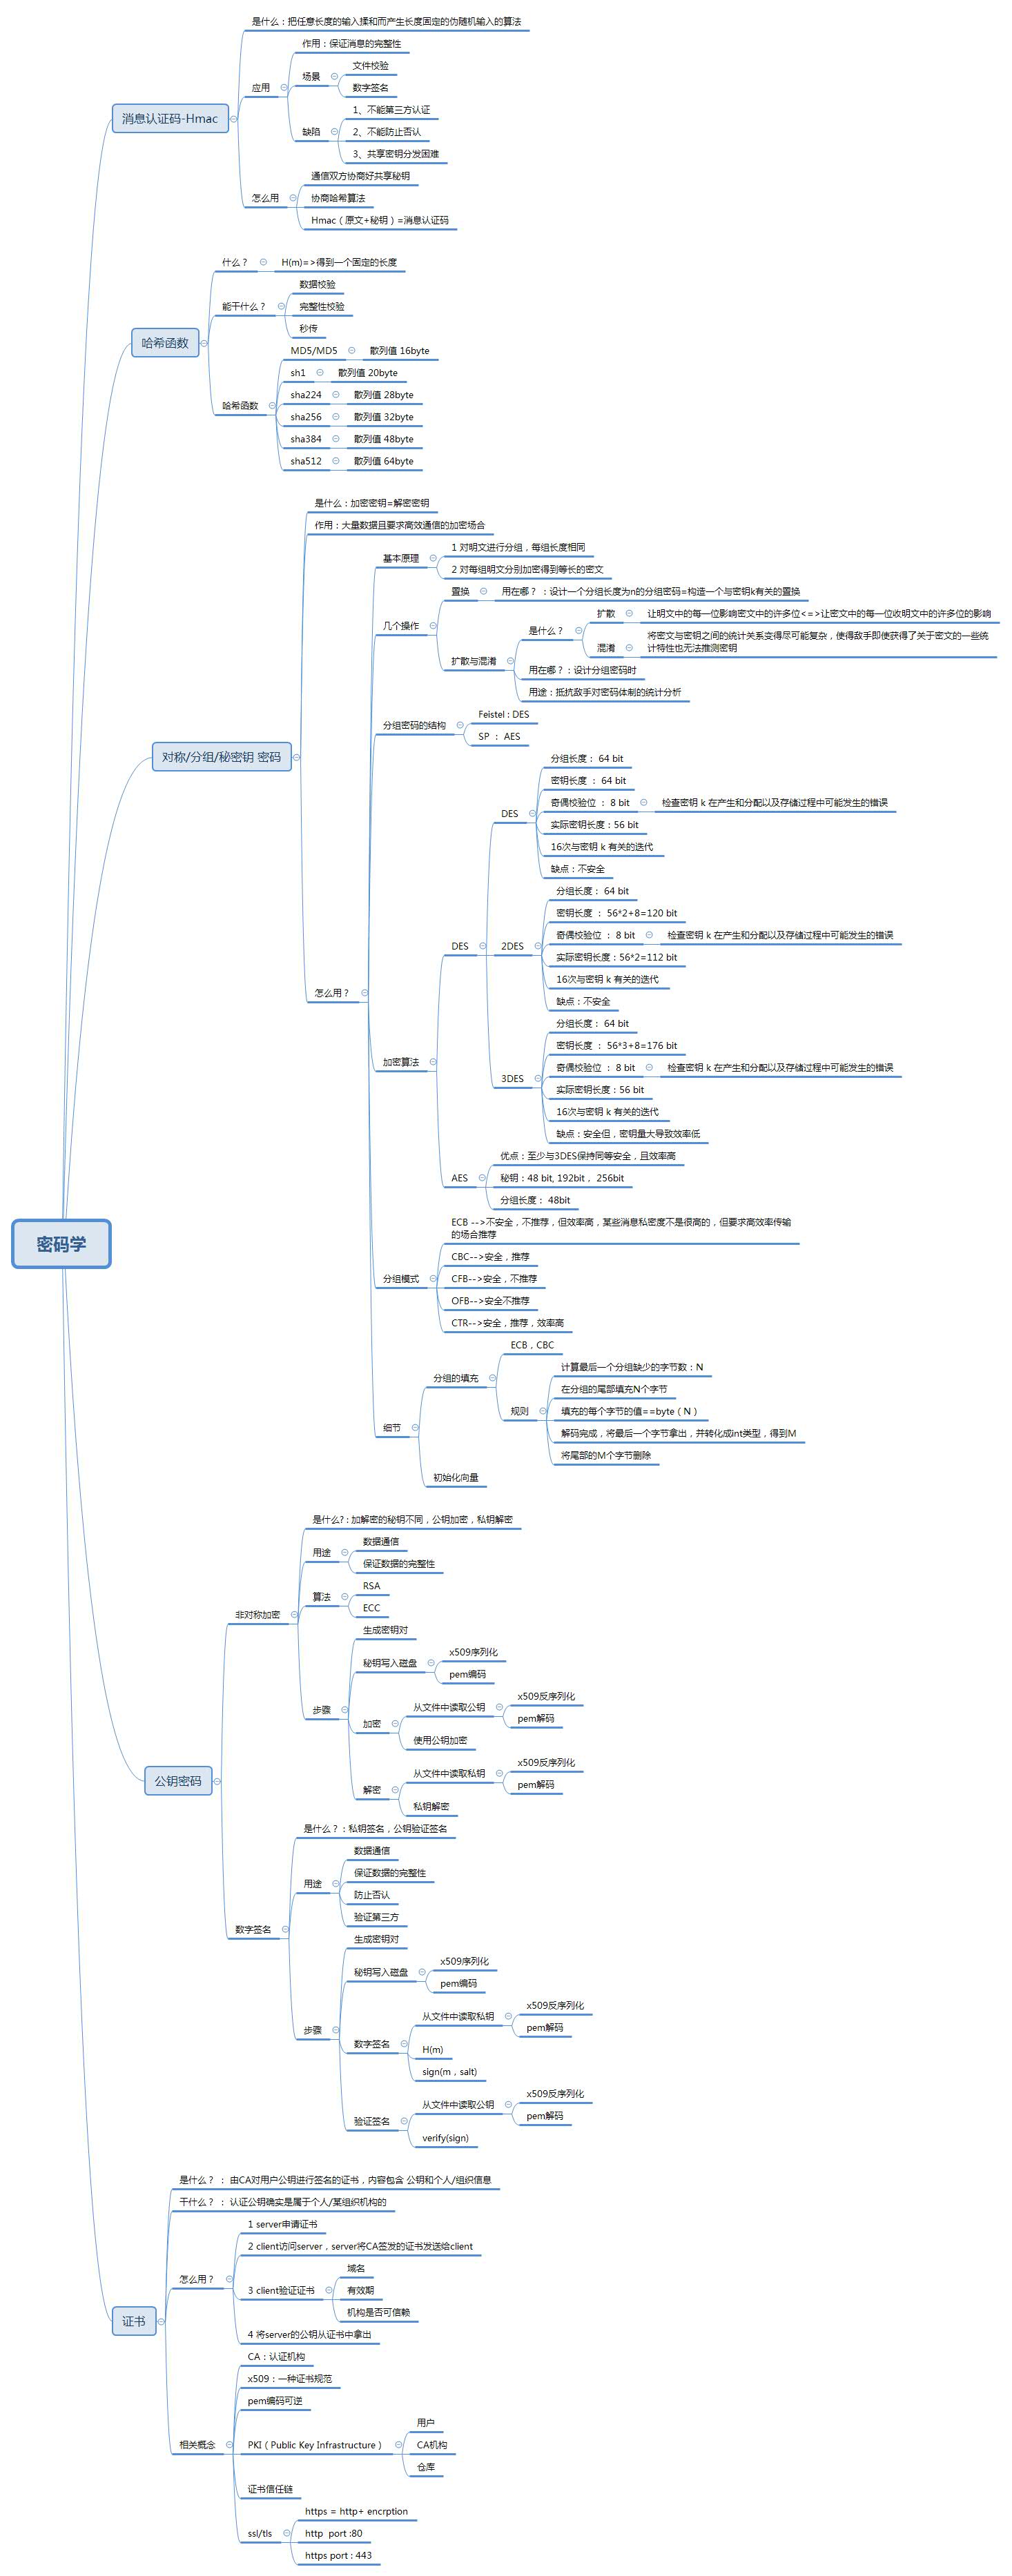 密码学
消息认证码-Hmac
是什么：把任意长度的输入揉和而产生长度固定的伪随机输入的算法
应用
作用：保证消息的完整性
场景
文件校验
数字签名
缺陷
1、不能第三方认证
2、不能防止否认
3、共享密钥分发困难
怎么用
通信双方协商好共享秘钥
协商哈希算法
Hmac（原文+秘钥）=消息认证码
哈希函数
什么？
H(m)=>得到一个固定的长度
能干什么？
数据校验
完整性校验
秒传
哈希函数
MD5/MD5
散列值 16byte
sh1
散列值 20byte
sha224
散列值 28byte
sha256
散列值 32byte
sha384
散列值 48byte
sha512
散列值 64byte
对称/分组/秘密钥 密码
是什么：加密密钥=解密密钥
作用：大量数据且要求高效通信的加密场合
怎么用？
基本原理
1 对明文进行分组，每组长度相同
2 对每组明文分别加密得到等长的密文
几个操作
置换
用在哪？：设计一个分组长度为n的分组密码=构造一个与密钥k有关的置换
扩散与混淆
是什么？
扩散
让明文中的每一位影响密文中的许多位<=>让密文中的每一位收明文中的许多位的影响
混淆
将密文与密钥之间的统计关系变得尽可能复杂，使得敌手即使获得了关于密文的一些统
计特性也无法推测密钥
用在哪？：设计分组密码时
用途：抵抗敌手对密码体制的统计分析
分组密码的结构
Feistel : DES
SP ： AES
加密算法
DES
DES
分组长度： 64 bit
密钥长度 ： 64 bit
奇偶校验位 ： 8 bit
检查密钥 k 在产生和分配以及存储过程中可能发生的错误
实际密钥长度：56 bit
16次与密钥 k 有关的迭代
缺点：不安全
2DES
分组长度： 64 bit
密钥长度 ： 56*2+8=120 bit
奇偶校验位 ： 8 bit
检查密钥 k 在产生和分配以及存储过程中可能发生的错误
实际密钥长度：56*2=112 bit
16次与密钥 k 有关的迭代
缺点：不安全
3DES
分组长度： 64 bit
密钥长度 ： 56*3+8=176 bit
奇偶校验位 ： 8 bit
检查密钥 k 在产生和分配以及存储过程中可能发生的错误
实际密钥长度：56 bit
16次与密钥 k 有关的迭代
缺点：安全但，密钥量大导致效率低
AES
优点：至少与3DES保持同等安全，且效率高
秘钥：48 bit, 192bit ， 256bit
分组长度： 48bit
分组模式
ECB -->不安全，不推荐，但效率高，某些消息私密度不是很高的，但要求高效率传输
的场合推荐
CBC-->安全，推荐
CFB-->安全，不推荐
OFB-->安全不推荐
CTR-->安全，推荐，效率高
细节
分组的填充
ECB，CBC
规则
计算最后一个分组缺少的字节数：N
在分组的尾部填充N个字节
填充的每个字节的值==byte（N）
解码完成，将最后一个字节拿出，并转化成int类型，得到M
将尾部的M个字节删除
初始化向量
公钥密码
非对称加密
是什么?：加解密的秘钥不同，公钥加密，私钥解密
用途
数据通信
保证数据的完整性
算法
RSA
ECC
步骤
生成密钥对
秘钥写入磁盘
x509序列化
pem编码
加密
从文件中读取公钥
x509反序列化
pem解码
使用公钥加密
解密
从文件中读取私钥
x509反序列化
pem解码
私钥解密
数字签名
是什么？：私钥签名，公钥验证签名
用途
数据通信
保证数据的完整性
防止否认
验证第三方
步骤
生成密钥对
秘钥写入磁盘
x509序列化
pem编码
数字签名
从文件中读取私钥
x509反序列化
pem解码
H(m)
sign(m，salt)
验证签名
从文件中读取公钥
x509反序列化
pem解码
verify(sign)
证书
是什么？ ： 由CA对用户公钥进行签名的证书，内容包含 公钥和个人/组织信息
干什么？ ： 认证公钥确实是属于个人/某组织机构的
怎么用？
1 server申请证书
2 client访问server，server将CA签发的证书发送给client
3 client验证证书
域名
有效期
机构是否可信赖
4 将server的公钥从证书中拿出
相关概念
CA：认证机构
x509：一种证书规范
pem编码可逆
PKI（Public Key Infrastructure）
用户
CA机构
仓库
证书信任链
ssl/tls
https = http+ encrption
http  port :80
https port : 443